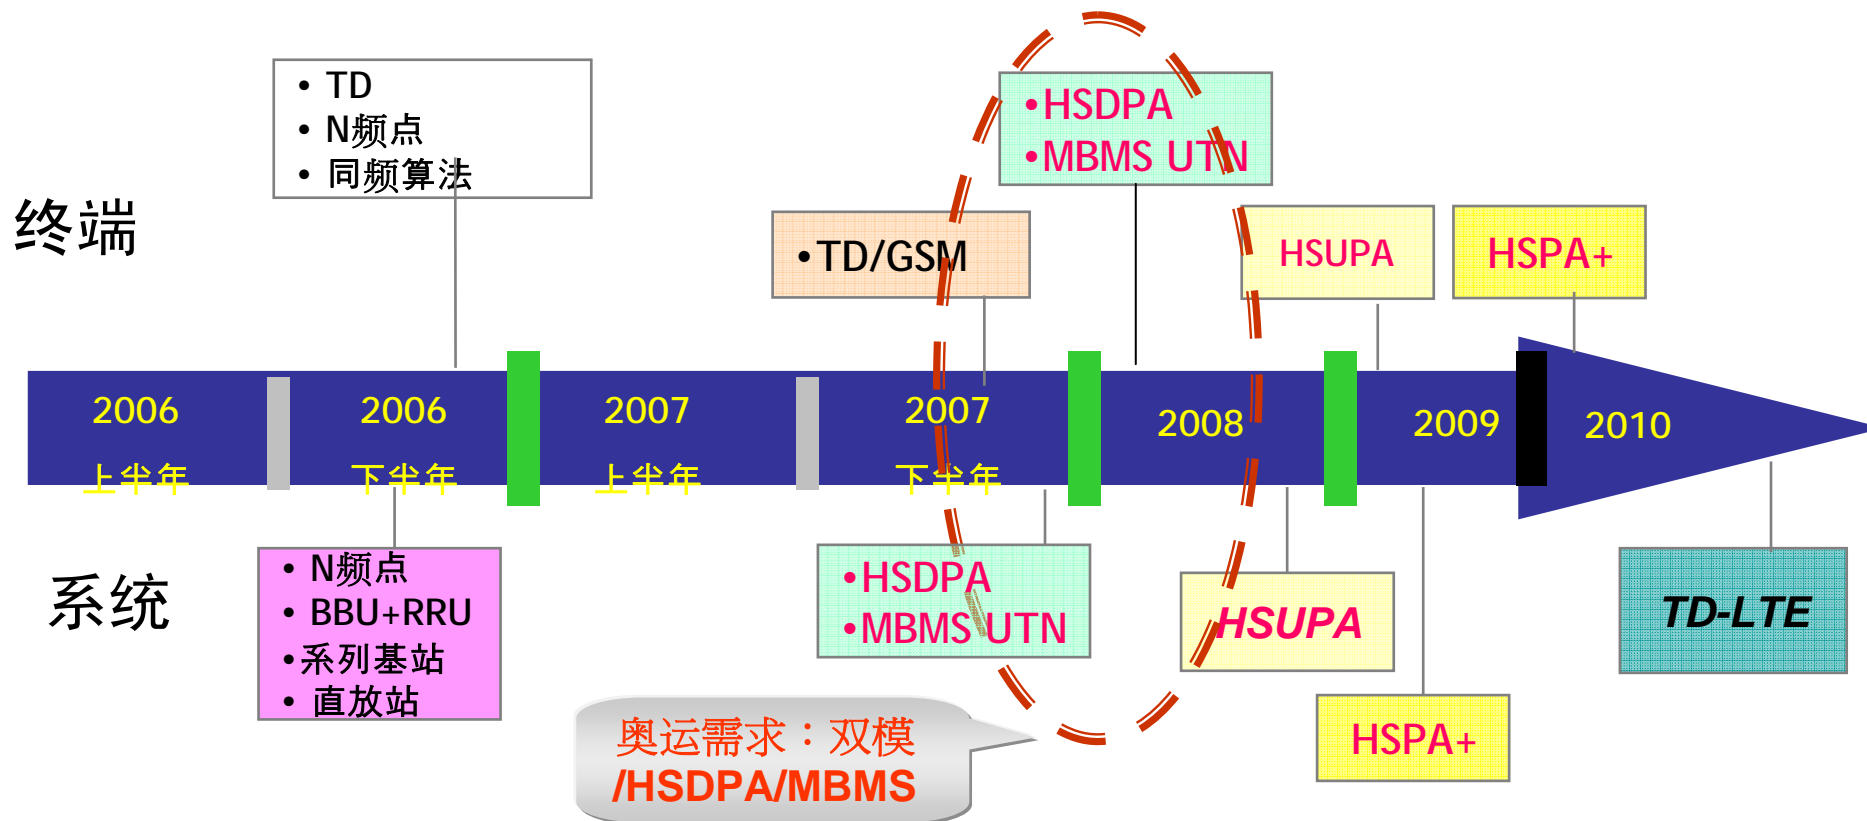 • TD
• N频点
• 同频算法
•HSDPA
•MBMS UTN
终端
•TD/GSM
HSUPA
HSPA+
2006
上半年
2006
下半年
2007
上半年
2007
下半年
2008
2009
2010
系统
• N频点
• BBU+RRU
•系列基站
• 直放站
•HSDPA
•MBMS UTN
HSUPA
TD-LTE
HSPA+
奥运需求：双模
/HSDPA/MBMS